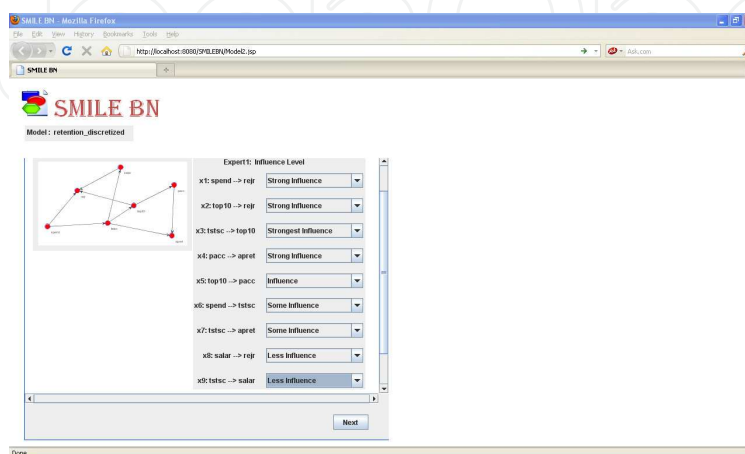 SMILE BN - Mozilla Firefox
File Edit View History Bookmarks Tools Help
http://localhost:8080/SMILEBN/Model2.jsp
Ask.com
SMILE BN
SMILE BN
Model : retention_discretized
Expert1: Influence Level
x1: spend --> rejr Strong Influence
x2: top10 --> rejr Strong Influence
x3: tstsc --> top10 Strongest Influence
x4: pacc --> apret Strong Influence
x5: top10 --> pacc Influence
x6: spend --> tstsc Some Influence
x7: tstsc --> apret Some Influence
x8: salar --> rejr Less Influence
x9: tstsc --> salar Less Influence
Next
Done